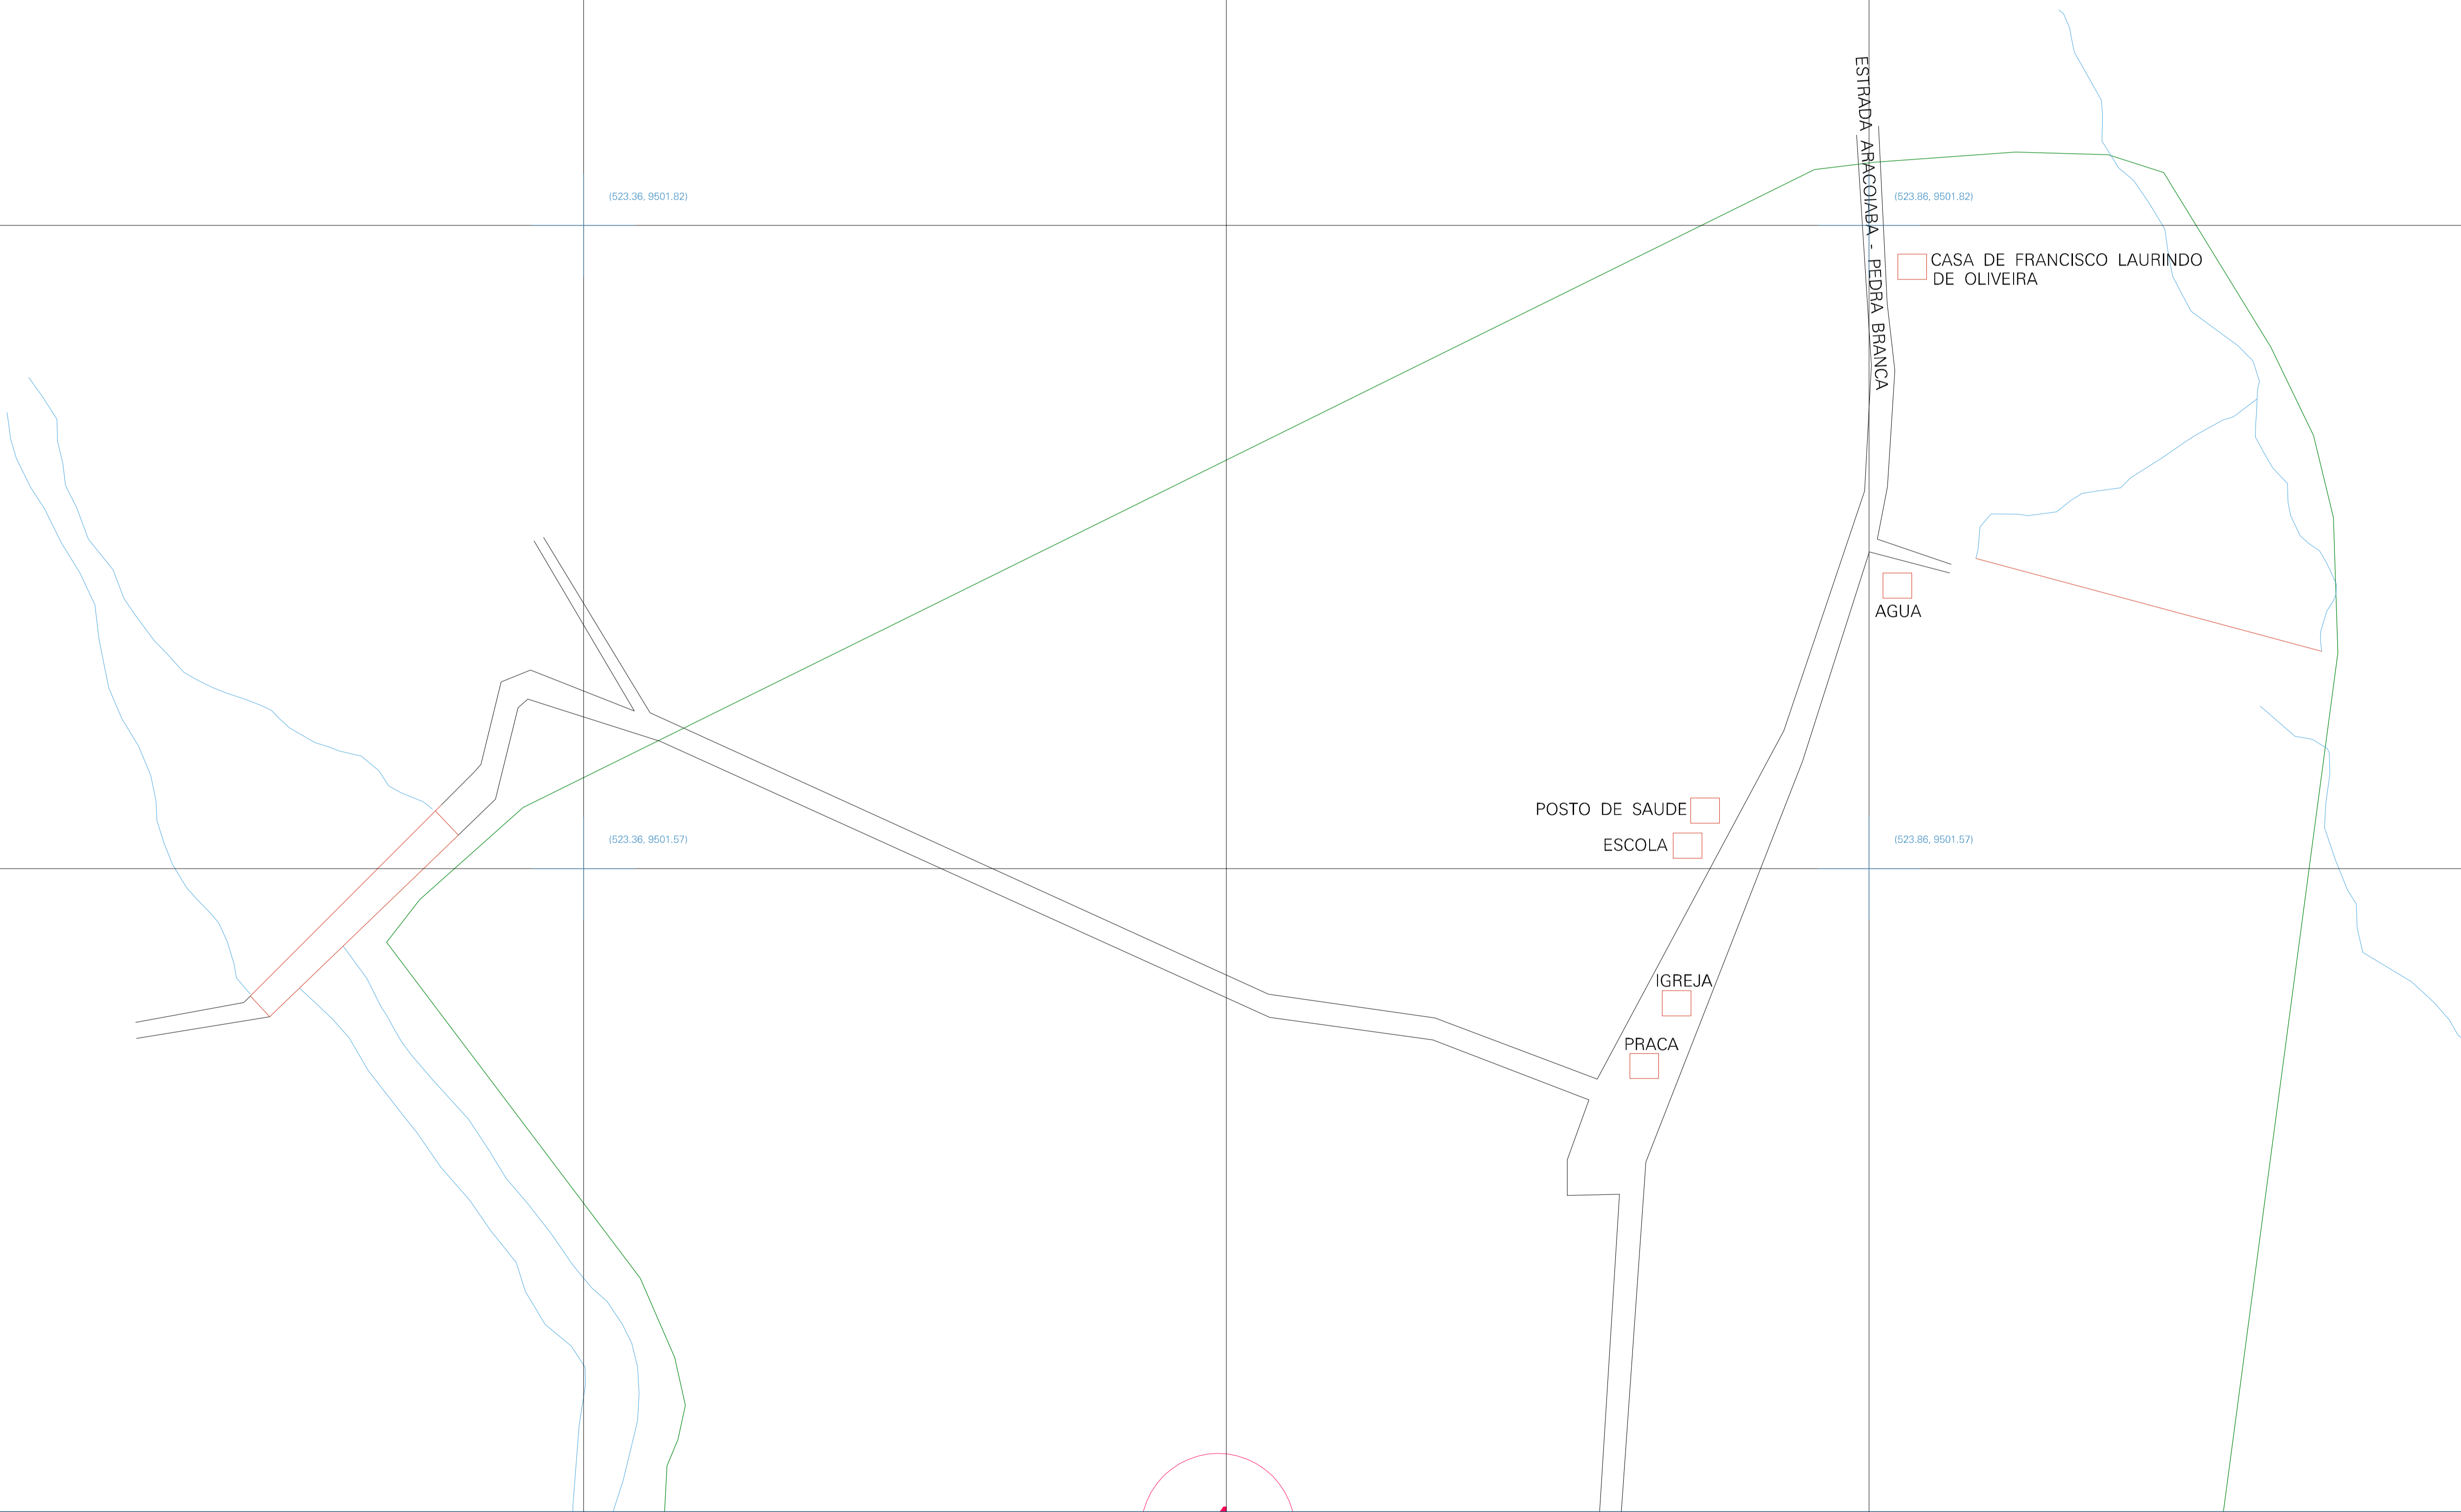 ESTRADA ARACOIABA - PEDRA BRANCA
(523.36, 9501.82)
(523.86, 9501.82)
CASA DE FRANCISCO LAURINDO
DE OLIVEIRA
AGUA
POSTO DE SAUDE
ESCOLA
(523.36, 9501.57)
(523.86, 9501.57)
IGREJA
PRACA